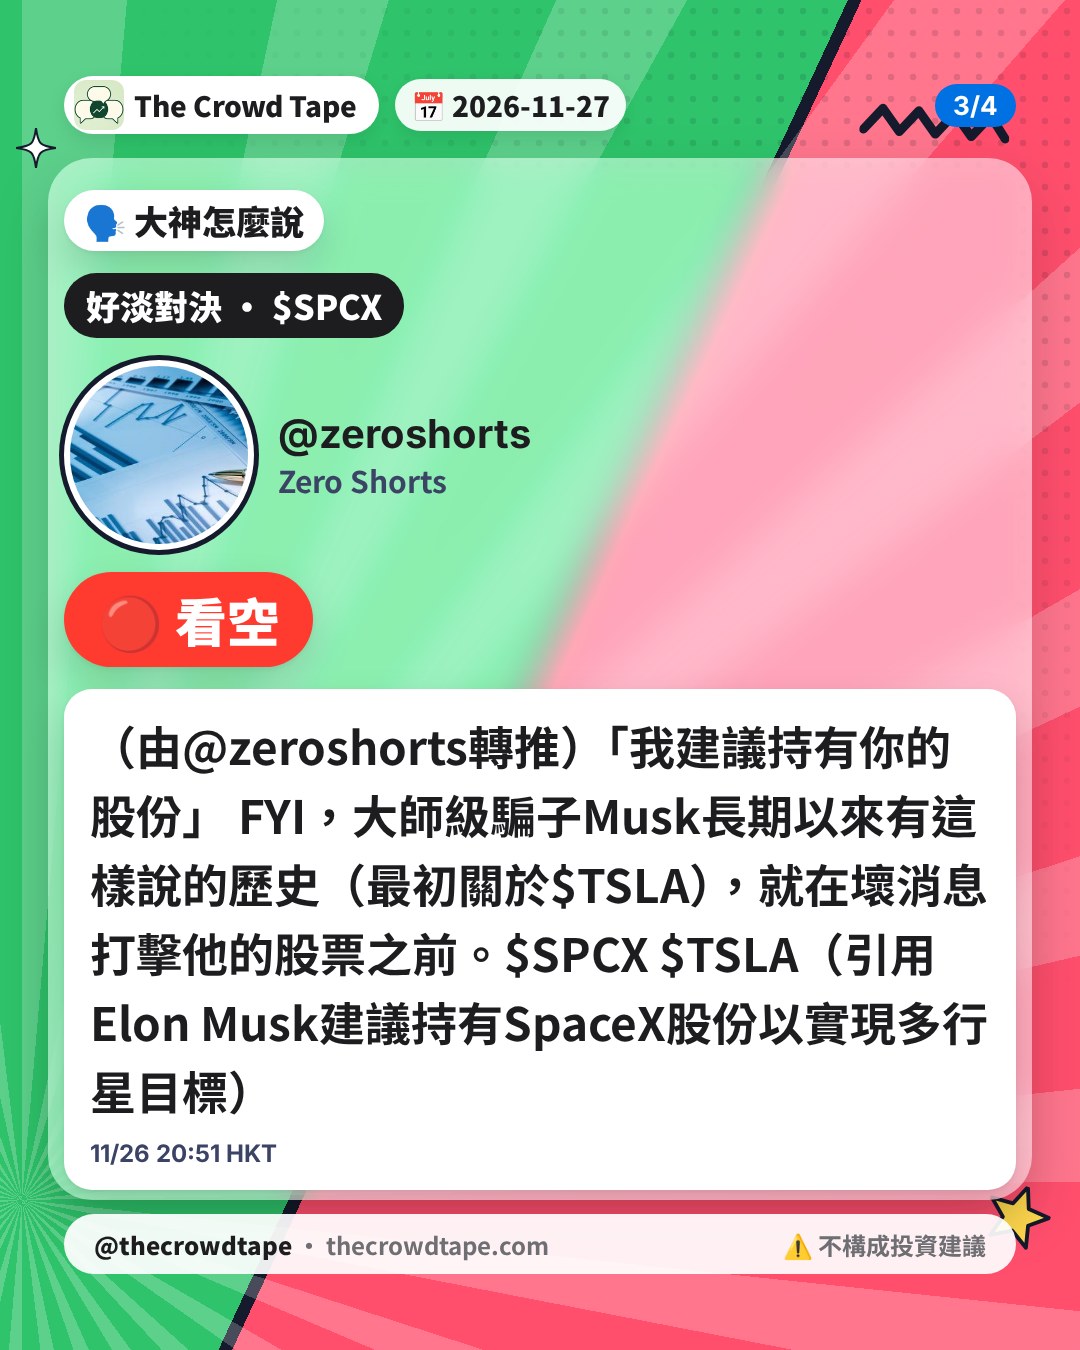 The Crowd Tape
2026-11-27
3/4
大神怎麼說
好淡對決 · $SPCX
@zeroshorts
Zero Shorts
看空
（由@zeroshorts轉推）「我建議持有你的
股份」 FYI，大師級騙子Musk長期以來有這
樣說的歷史（最初關於$TSLA），就在壞消息
打擊他的股票之前。$SPCX $TSLA（引用
Elon Musk建議持有SpaceX股份以實現多行
星目標）
11/26 20:51 HKT
@thecrowdtape · thecrowdtape.com
⚠️ 不構成投資建議